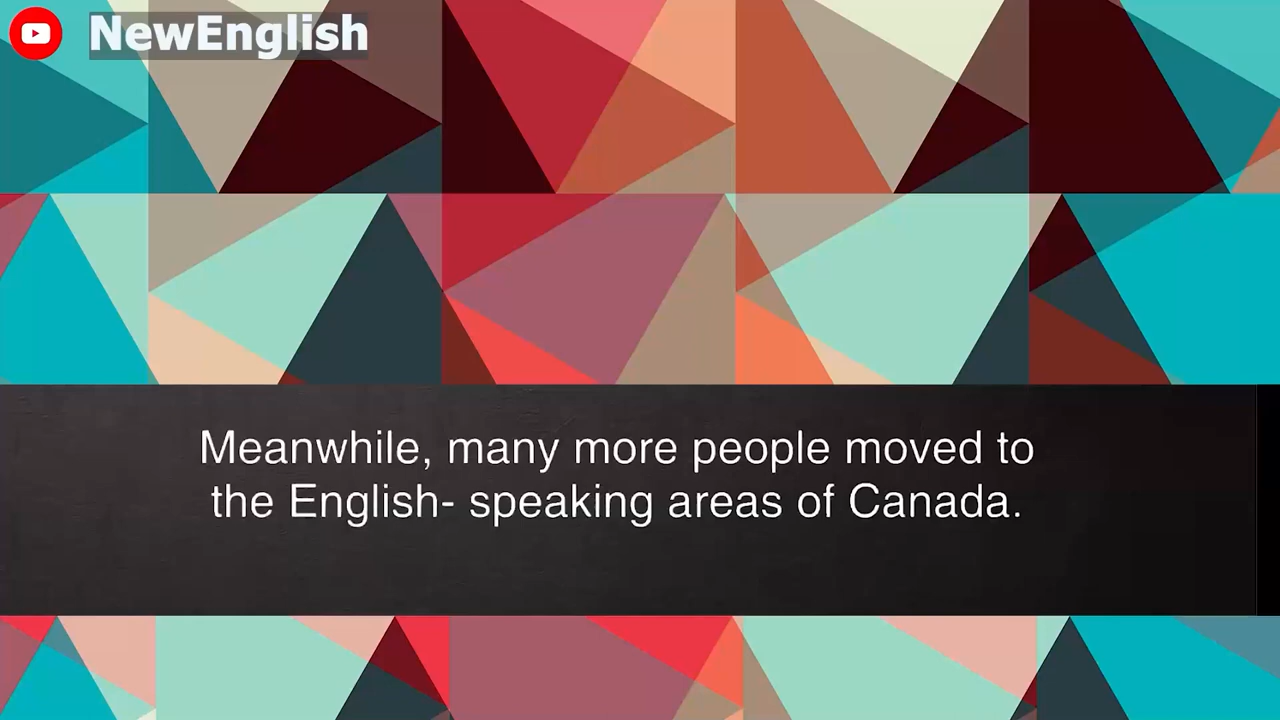 NewEnglish
Meanwhile, many more people moved to
the English- speaking areas of Canada.